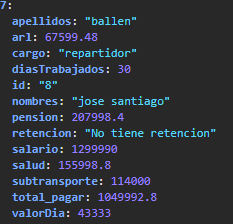 7:
apellidos: "ballen"
arl: 67599.48
cargo: "repartidor"
diasTrabajados: 30
id: "8"
nombres: "jose santiago"
pension: 207998.4
retencion: "No tiene retencion"
salario: 1299990
salud: 155998.8
subtransporte: 114000
total_pagar: 1049992.8
valorDia: 43333